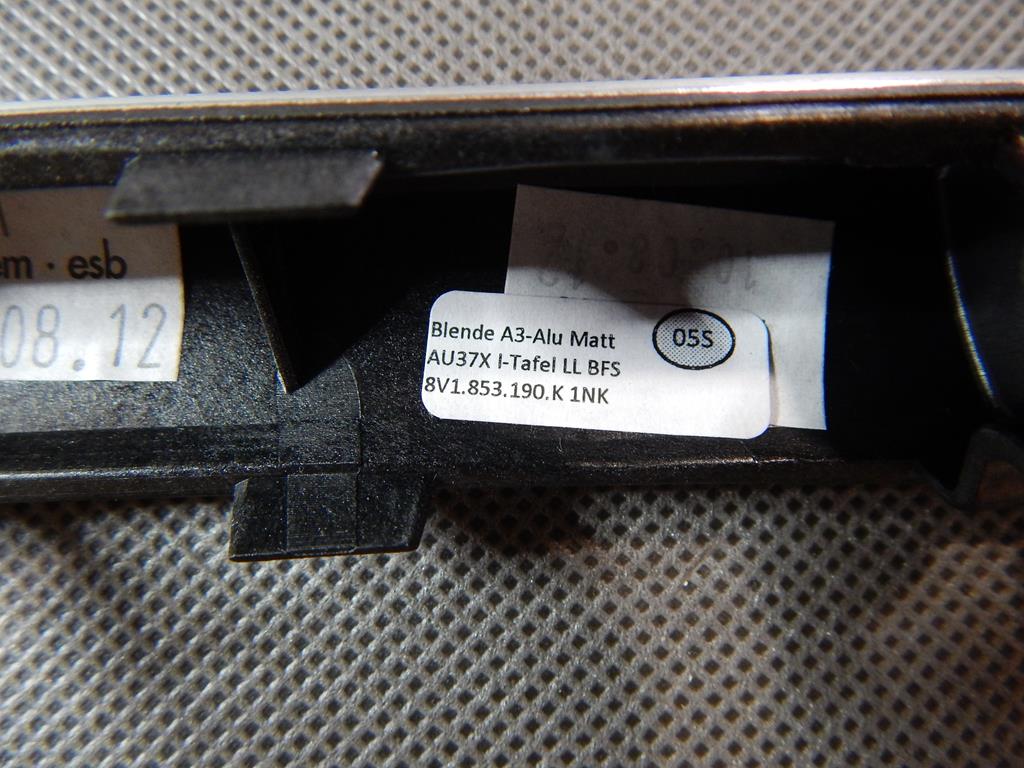 em · esb
08.12
Blende A3-Alu Matt
AU37X I-Tafel LL BFS
8V1.853.190.K 1NK
05S